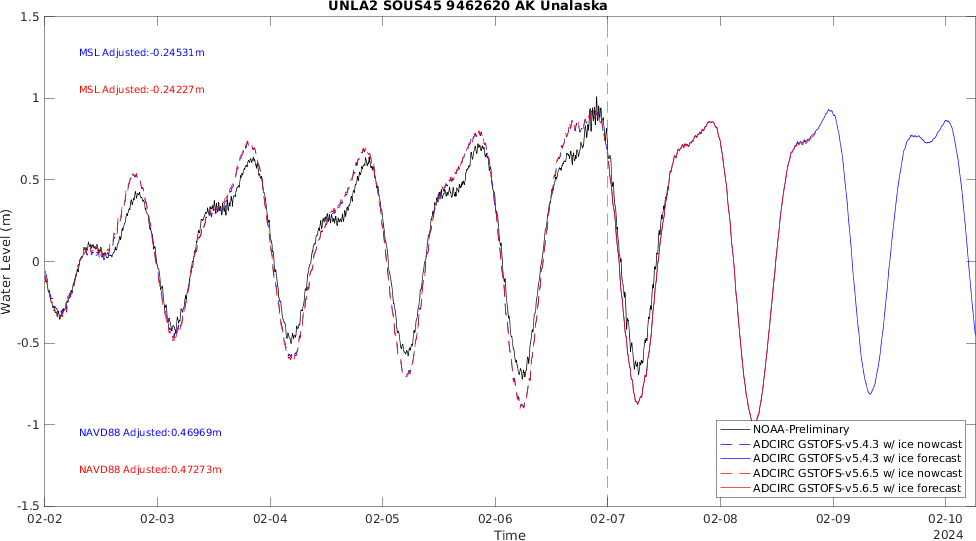 UNLA2 SOUS45 9462620 AK Unalaska
1.5
MSL Adjusted:-0.24531m
MSL Adjusted:-0.24227m
1
0.5
Water Level (m)
0
-0.5
-1
NAVD88 Adjusted:0.46969m
NAVD88 Adjusted:0.47273m
NOAA-Preliminary
ADCIRC GSTOFS-v5.4.3 w/ ice nowcast
ADCIRC GSTOFS-v5.4.3 w/ ice forecast
ADCIRC GSTOFS-v5.6.5 w/ ice nowcast
ADCIRC GSTOFS-v5.6.5 w/ ice forecast
-1.5
02-02 02-03 02-04 02-05 02-06 02-07 02-08 02-09 02-10
Time 2024